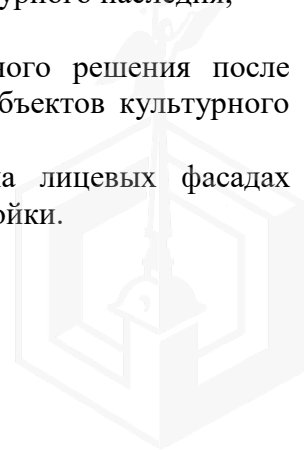 урного наследия,
ного решения после
бъектов культурного
а лицевых фасадах
ойки.